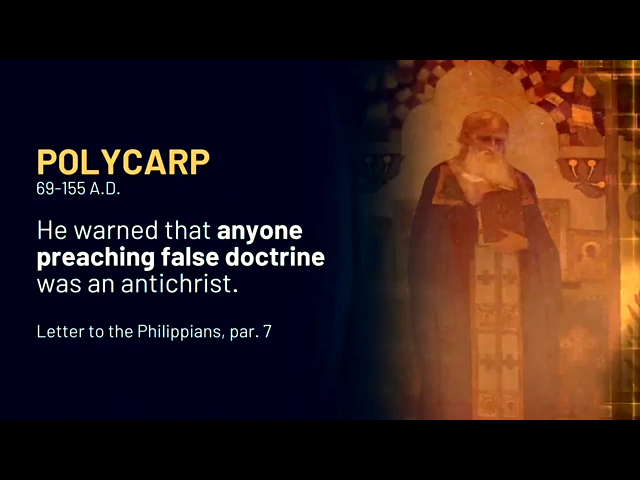 POLYCARP
69-155 A.D.
He warned that anyone
preaching false doctrine
was an antichrist.
Letter to the Philippians, par. 7